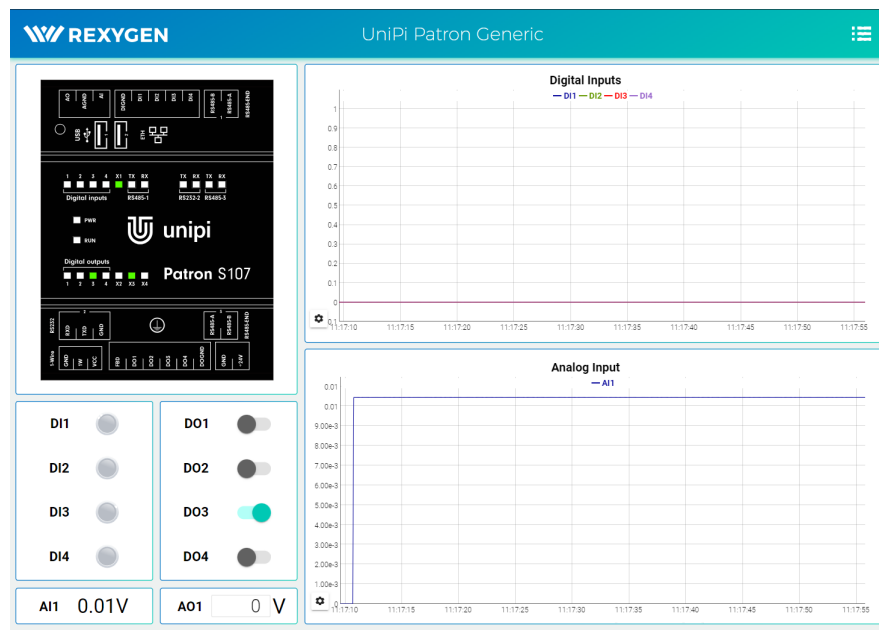 REXYGEN
UniPi Patron Generic
AO AGND AI DIGND DI1 DI2 DI3 DI4 RS485-B RS485-A RS485-END
1
USB 1 2 ETH
1 2 3 4 X1 TX RX TX RX TX RX
Digital inputs RS485-1 RS232-2 RS485-3
PWR
RUN
unipi
Digital outputs
Patron S107
1 2 3 4 X2 X3 X4
2 3
RS232 RXD TXD GND RS485-A RS485-B RS485-END
1-Wire GND 1W VCC FBD DO1 DO2 DO3 DO4 DOGND GND +24V
Digital Inputs
DI1 DI2 DI3 DI4
1
0.9
0.8
0.7
0.6
0.5
0.4
0.3
0.2
0.1
0
0.1
11:17:10 11:17:15 11:17:20 11:17:25 11:17:30 11:17:35 11:17:40 11:17:45 11:17:50 11:17:55
Analog Input
AI1
0.01
0.01
9.00e-3
8.00e-3
7.00e-3
6.00e-3
5.00e-3
4.00e-3
3.00e-3
2.00e-3
1.00e-3
0
11:17:10 11:17:15 11:17:20 11:17:25 11:17:30 11:17:35 11:17:40 11:17:45 11:17:50 11:17:55
DI1
DI2
DI3
DI4
DO1
DO2
DO3
DO4
AI1 0.01V
AO1 0 V